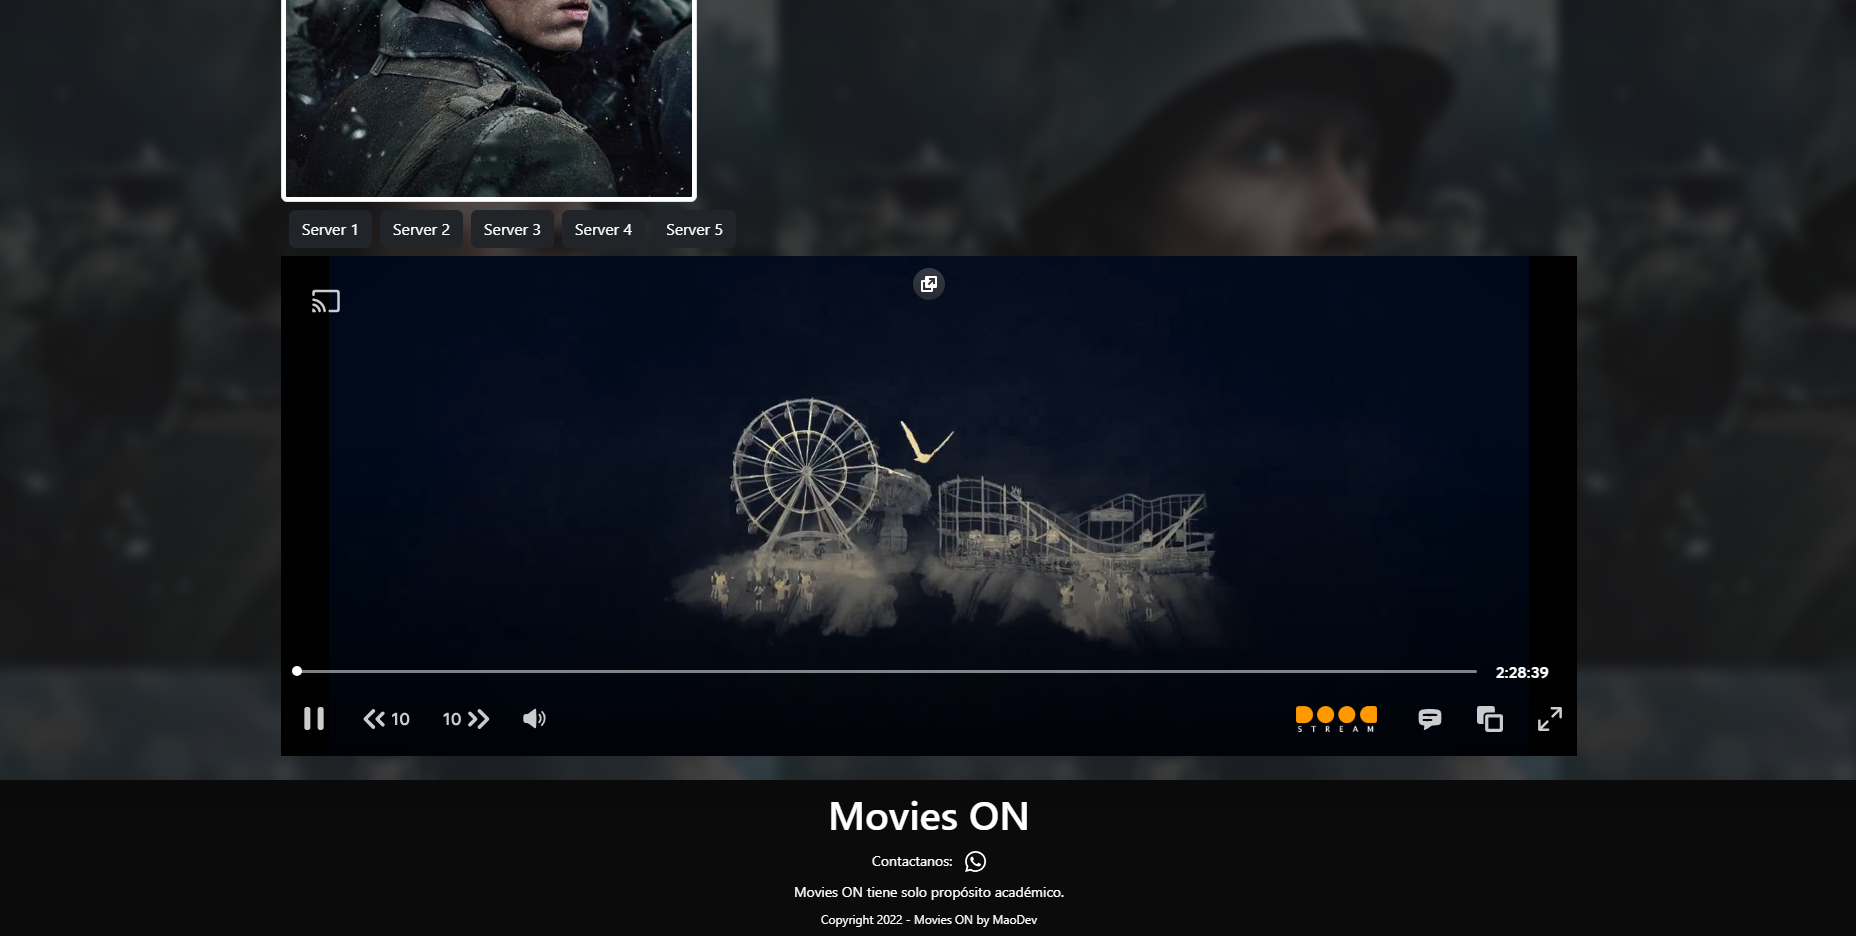 Server 1 Server 2 Server 3 Server 4 Server 5
2:28:39
10 10
STREAM
Movies ON
Contactanos:
Movies ON tiene solo propósito académico.
Copyright 2022 - Movies ON by MaoDev